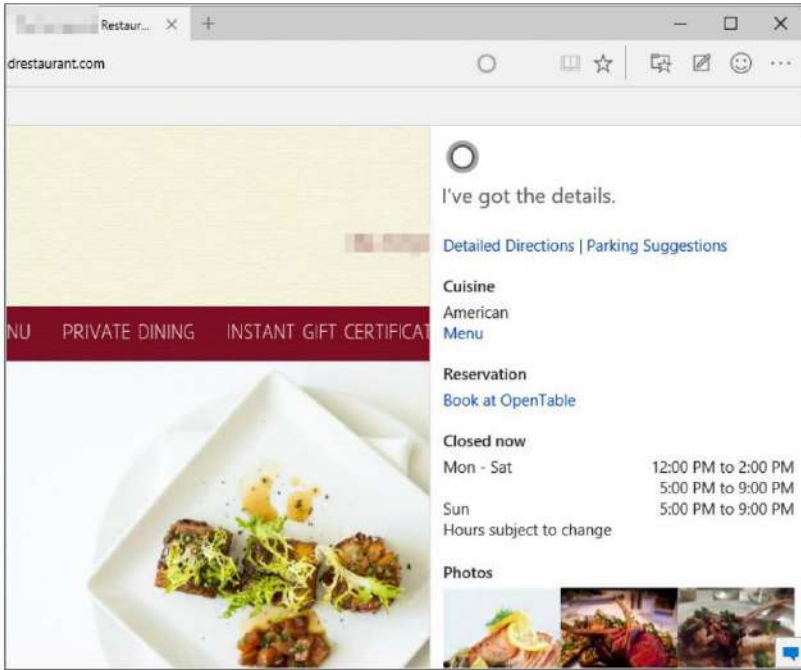 Restaur...
drestaurant.com
I've got the details.
Detailed Directions | Parking Suggestions
Cuisine
American
Menu
Reservation
Book at OpenTable
Closed now
Mon - Sat 12:00 PM to 2:00 PM
5:00 PM to 9:00 PM
Sun 5:00 PM to 9:00 PM
Hours subject to change
Photos
NU PRIVATE DINING INSTANT GIFT CERTIFICAT